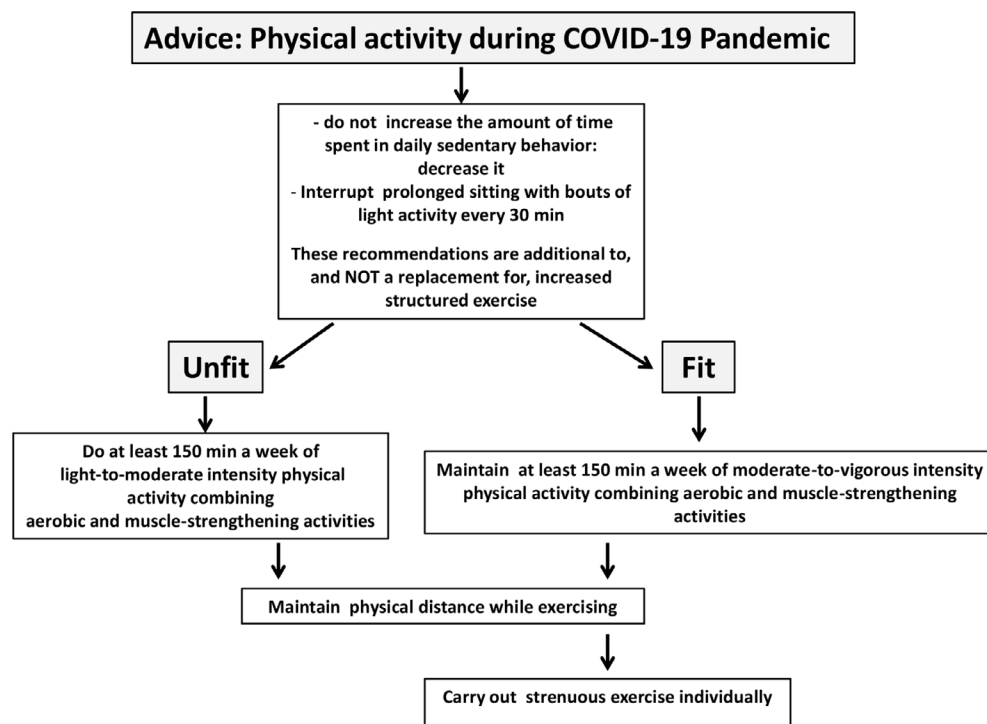 Advice: Physical activity during COVID-19 Pandemic
- do not increase the amount of time
spent in daily sedentary behavior:
decrease it
- Interrupt prolonged sitting with bouts of
light activity every 30 min
These recommendations are additional to,
and NOT a replacement for, increased
structured exercise
Unfit
Fit
Do at least 150 min a week of
light-to-moderate intensity physical
activity combining
aerobic and muscle-strengthening activities
Maintain at least 150 min a week of moderate-to-vigorous intensity
physical activity combining aerobic and muscle-strengthening
activities
Maintain physical distance while exercising
Carry out strenuous exercise individually